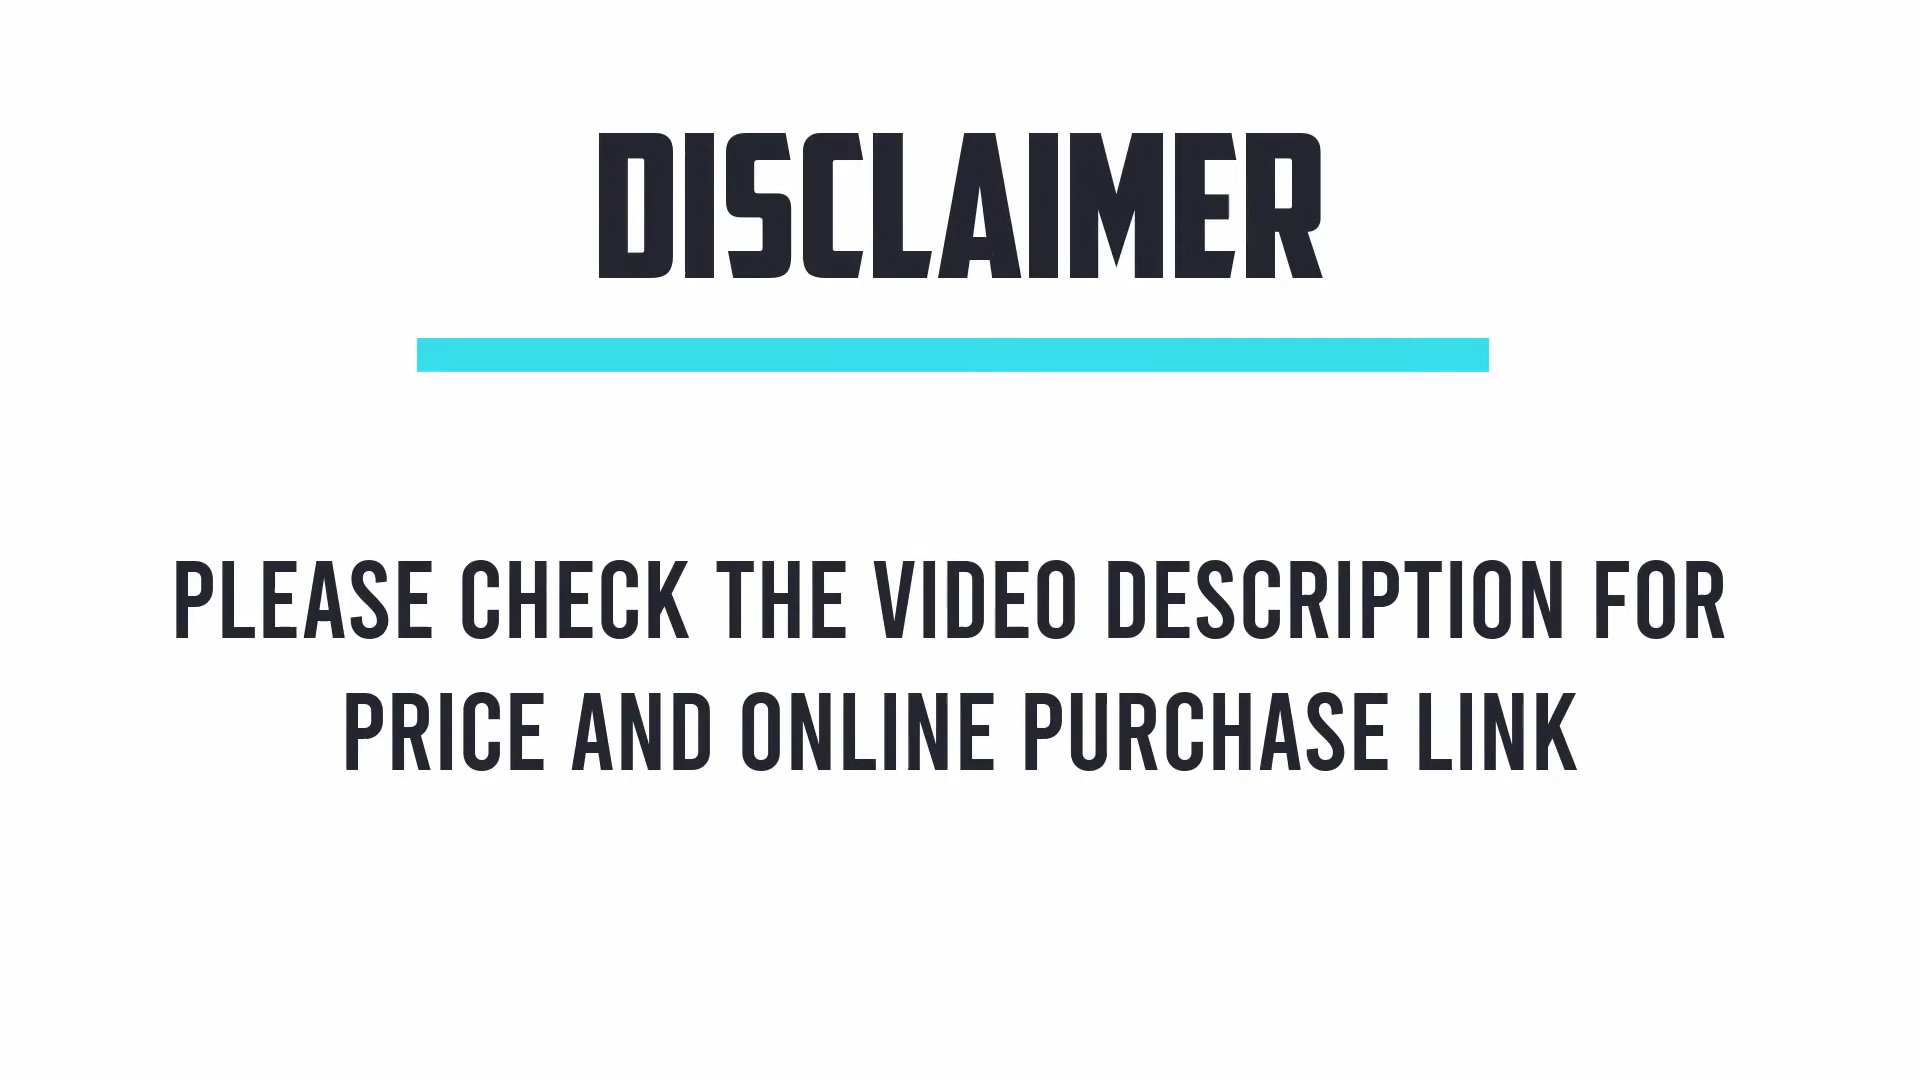 DISCLAIMER
PLEASE CHECK THE VIDEO DESCRIPTION FOR
PRICE AND ONLINE PURCHASE LINK